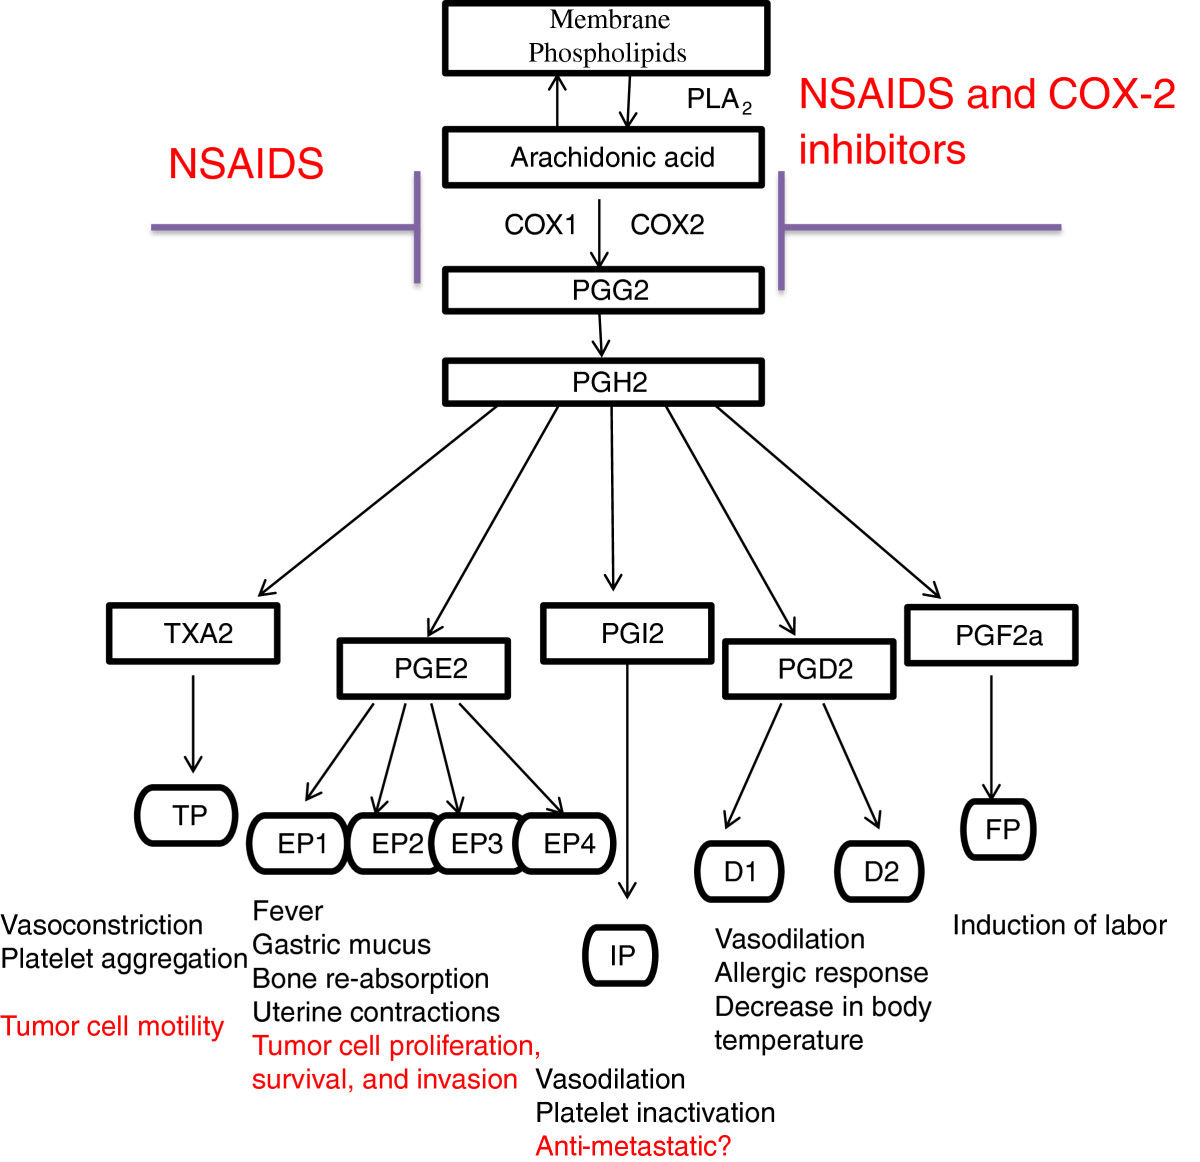 Membrane
Phospholipids
PLA2
NSAIDS and COX-2
inhibitors
NSAIDS
Arachidonic acid
COX1
COX2
PGG2
PGH2
TXA2
PGE2
PGI2
PGD2
PGF2a
TP
EP1
EP2
EP3
EP4
IP
D1
D2
FP
Vasoconstriction
Platelet aggregation
Tumor cell motility
Fever
Gastric mucus
Bone re-absorption
Uterine contractions
Tumor cell proliferation,
survival, and invasion
Vasodilation
Platelet inactivation
Anti-metastatic?
Vasodilation
Allergic response
Decrease in body
temperature
Induction of labor